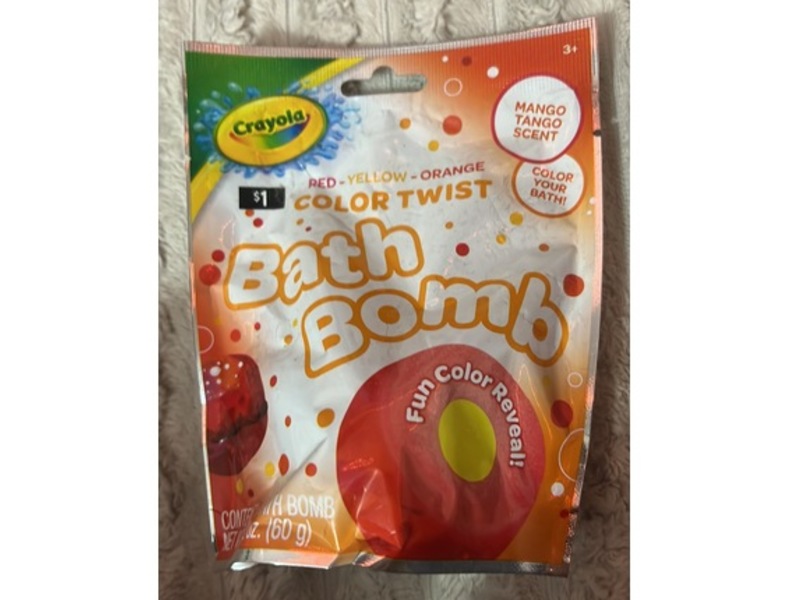 3+
Crayola
MANGO
TANGO
SCENT
COLOR
YOUR
BATH!
RED - YELLOW - ORANGE
$1
COLOR TWIST
Bath
Bomb
Fun Color Reveal!
BOMB
(60 g)